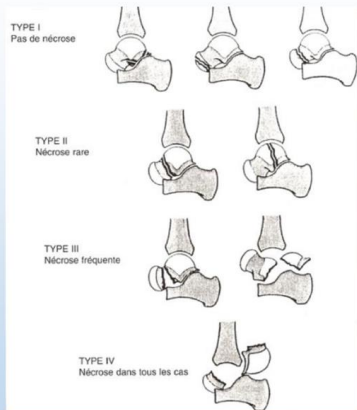 TYPE I
Pas de nécrose
TYPE II
Nécrose rare
TYPE III
Nécrose fréquente
TYPE IV
Nécrose dans tous les cas